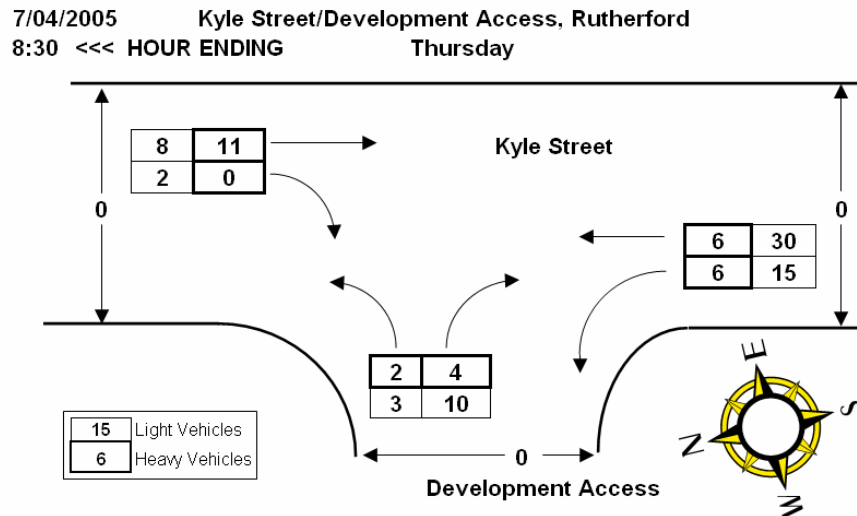 7/04/2005 Kyle Street/Development Access, Rutherford
8:30 <<< HOUR ENDING Thursday
8 11
2 0
Kyle Street
0
0
6 30
6 15
2 4
3 10
15 Light Vehicles
6 Heavy Vehicles
0
Development Access
E
S
N
W